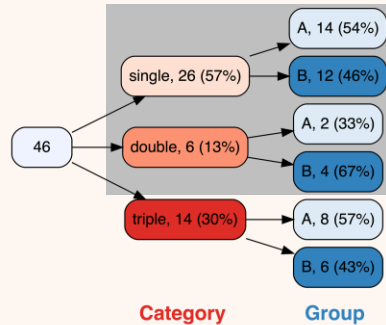 A, 14 (54%)
single, 26 (57%)
B, 12 (46%)
A, 2 (33%)
46
double, 6 (13%)
B, 4 (67%)
triple, 14 (30%)
A, 8 (57%)
B, 6 (43%)
Category
Group